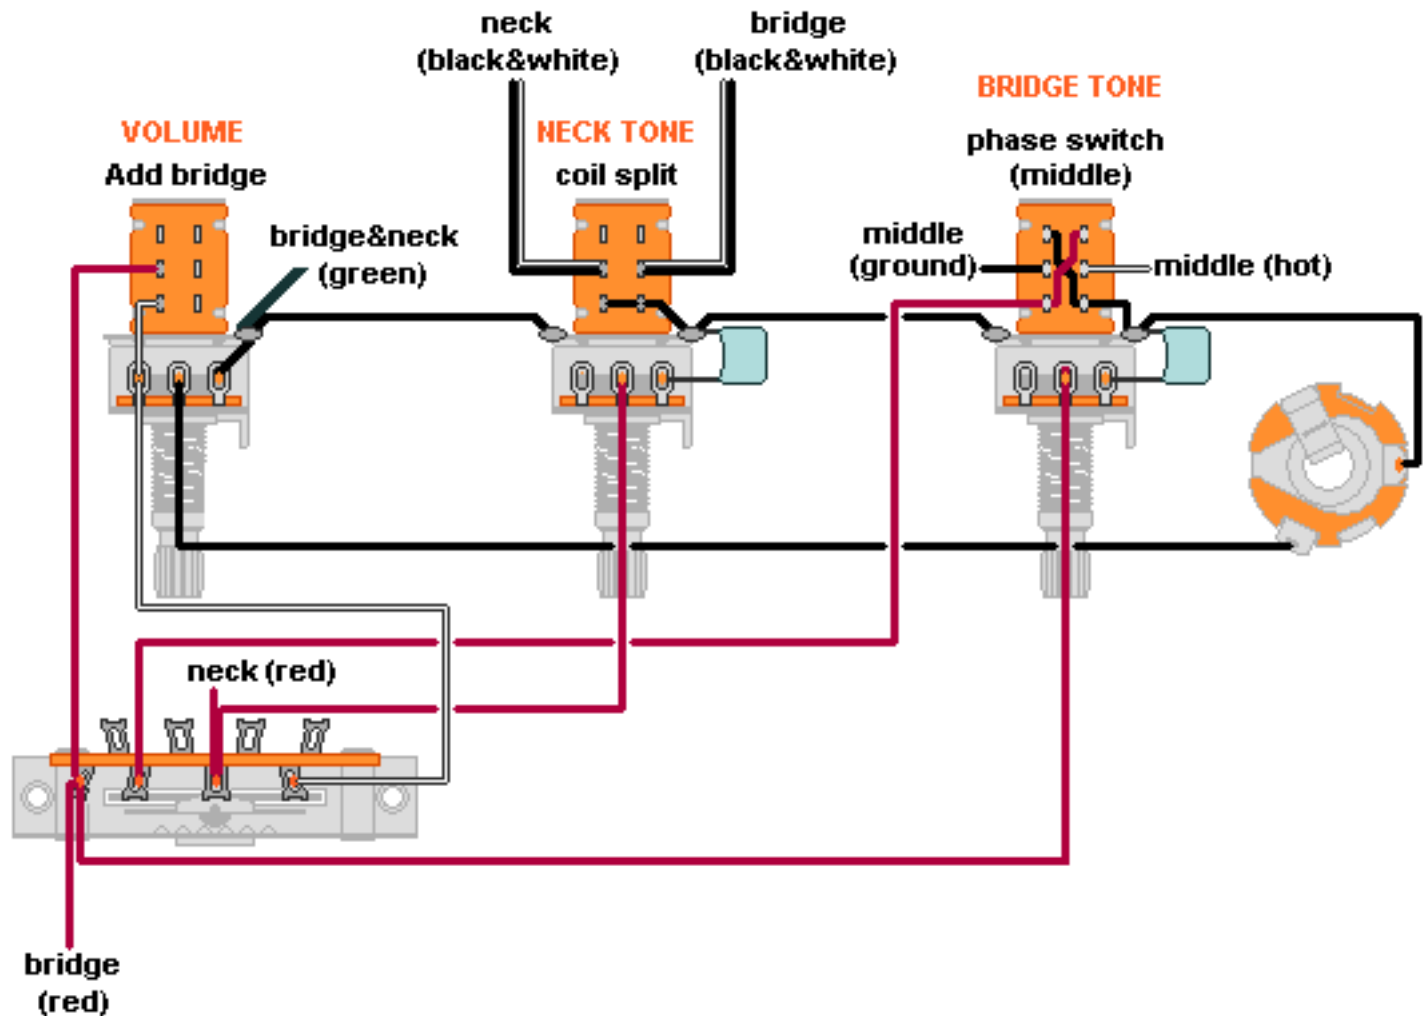 neck
(black&white)
bridge
(black&white)
BRIDGE TONE
VOLUME
NECK TONE
phase switch
(middle)
Add bridge
coil split
bridge&neck
(green)
middle
(ground)
middle (hot)
neck (red)
bridge
(red)